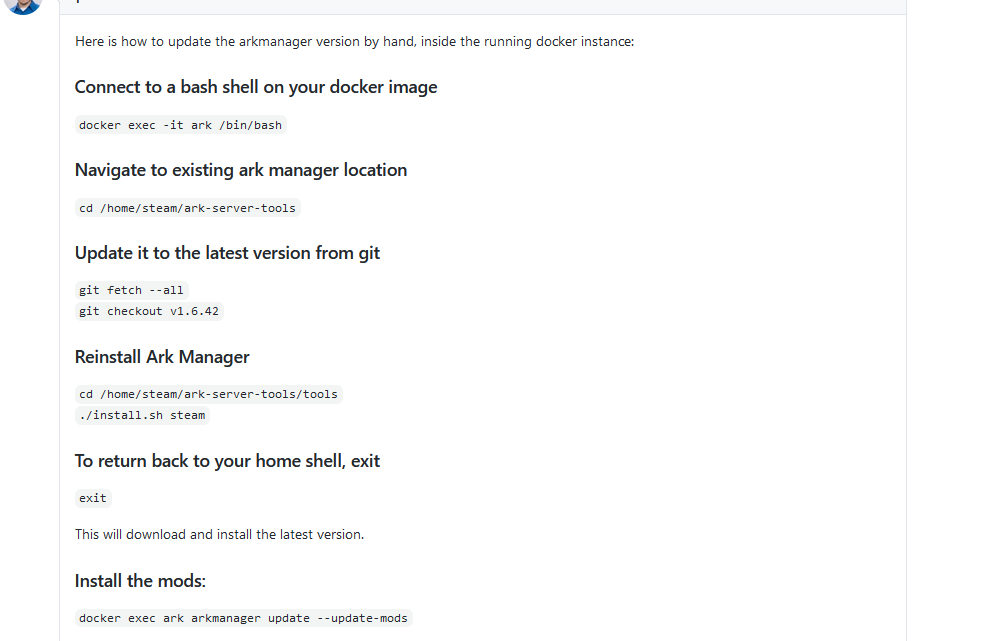 Here is how to update the arkmanager version by hand, inside the running docker instance:
Connect to a bash shell on your docker image
docker exec -it ark /bin/bash
Navigate to existing ark manager location
cd /home/steam/ark-server-tools
Update it to the latest version from git
git fetch --all
git checkout v1.6.42
Reinstall Ark Manager
cd /home/steam/ark-server-tools/tools
./install.sh steam
To return back to your home shell, exit
exit
This will download and install the latest version.
Install the mods:
docker exec ark arkmanager update --update-mods